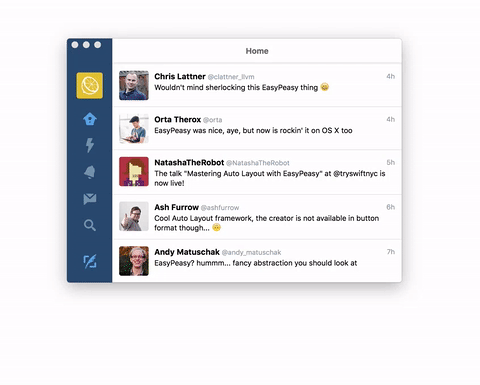 Home
Chris Lattner @clattner_llvm 4h
Wouldn't mind sherlocking this EasyPeasy thing 😀
Orta Therox @orta 4h
EasyPeasy was nice, aye, but now is rockin' it on OS X too
NatashaTheRobot @NatashaTheRobot 5h
The talk "Mastering Auto Layout with EasyPeasy" at @tryswiftnyc is
now live!
Ash Furrow @ashfurrow 6h
Cool Auto Layout framework, the creator is not available in button
format though... 🙁
Andy Matuschak @andy_matuschak 7h
EasyPeasy? hummm... fancy abstraction you should look at